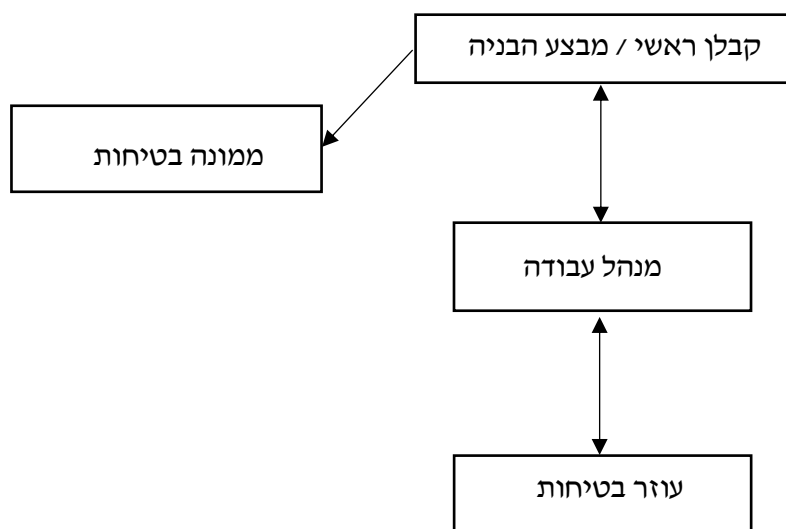 קבלן ראשי / מבצע הבניה
ממונה בטיחות
מנהל עבודה
עוזר בטיחות